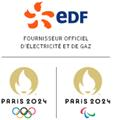 eDF
FOURNISSEUR OFFICIEL
D'ÉLECTRICITÉ ET DE GAZ
PARIS 2024
PARIS 2024